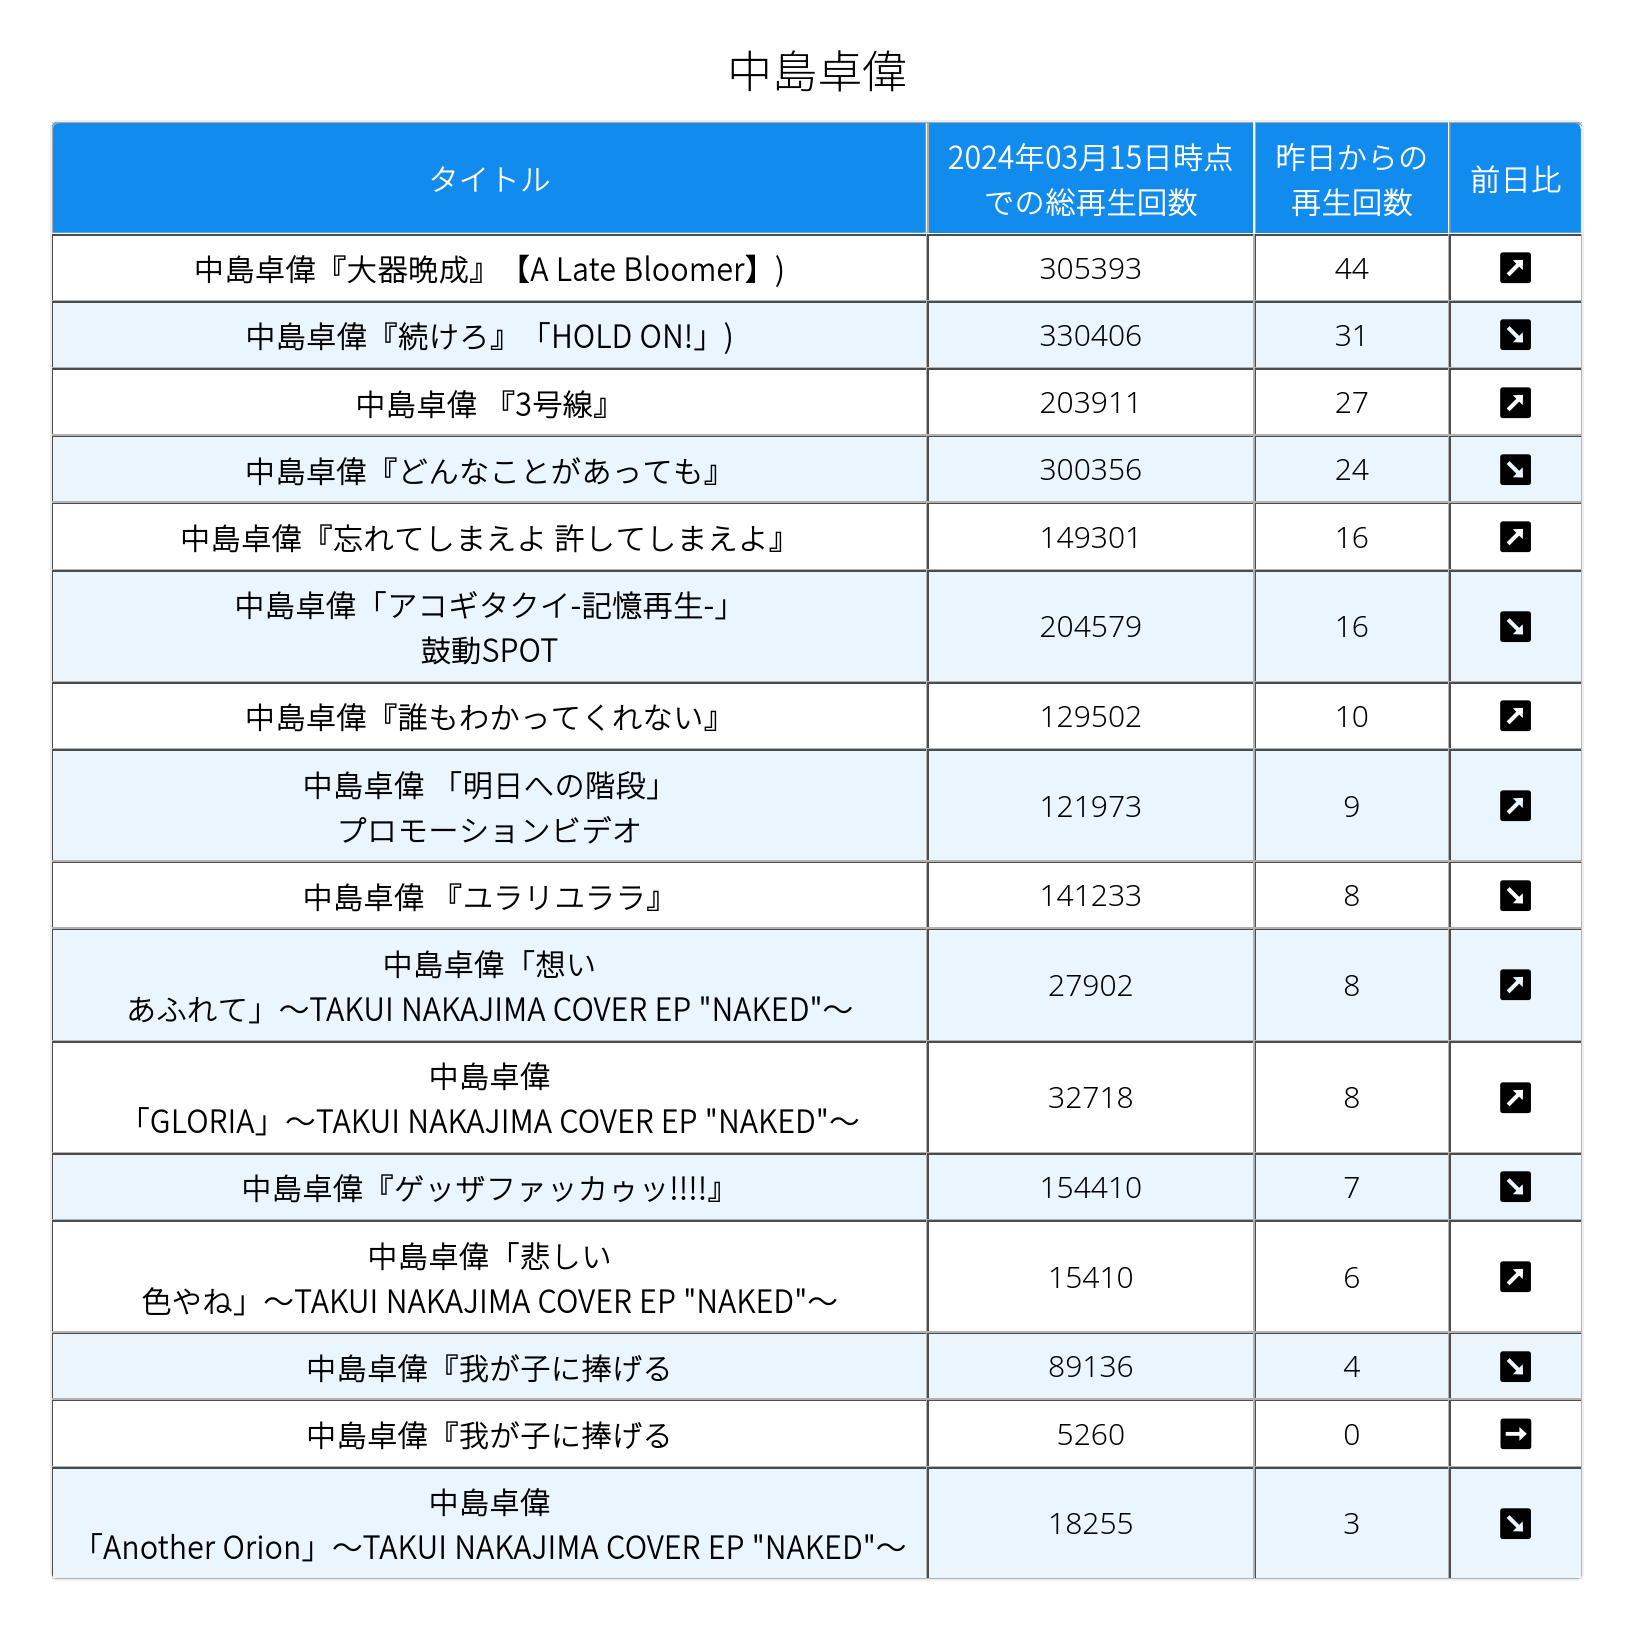 中島卓偉
タイトル
2024年03月15日時点
での総再生回数
昨日からの
再生回数
前日比
中島卓偉『大器晩成』【A Late Bloomer】)
305393
44
中島卓偉『続けろ』「HOLD ON!」)
330406
31
中島卓偉 『3号線』
203911
27
中島卓偉『どんなことがあっても』
300356
24
中島卓偉『忘れてしまえよ 許してしまえよ』
149301
16
中島卓偉「アコギタクイ-記憶再生-」
鼓動SPOT
204579
16
中島卓偉『誰もわかってくれない』
129502
10
中島卓偉 「明日への階段」
プロモーションビデオ
121973
9
中島卓偉 『ユラリユララ』
141233
8
中島卓偉「想い
あふれて」〜TAKUI NAKAJIMA COVER EP "NAKED"〜
27902
8
中島卓偉
「GLORIA」〜TAKUI NAKAJIMA COVER EP "NAKED"〜
32718
8
中島卓偉『ゲッザファッカゥッ!!!!』
154410
7
中島卓偉「悲しい
色やね」〜TAKUI NAKAJIMA COVER EP "NAKED"〜
15410
6
中島卓偉『我が子に捧げる
89136
4
中島卓偉『我が子に捧げる
5260
0
中島卓偉
「Another Orion」〜TAKUI NAKAJIMA COVER EP "NAKED"〜
18255
3